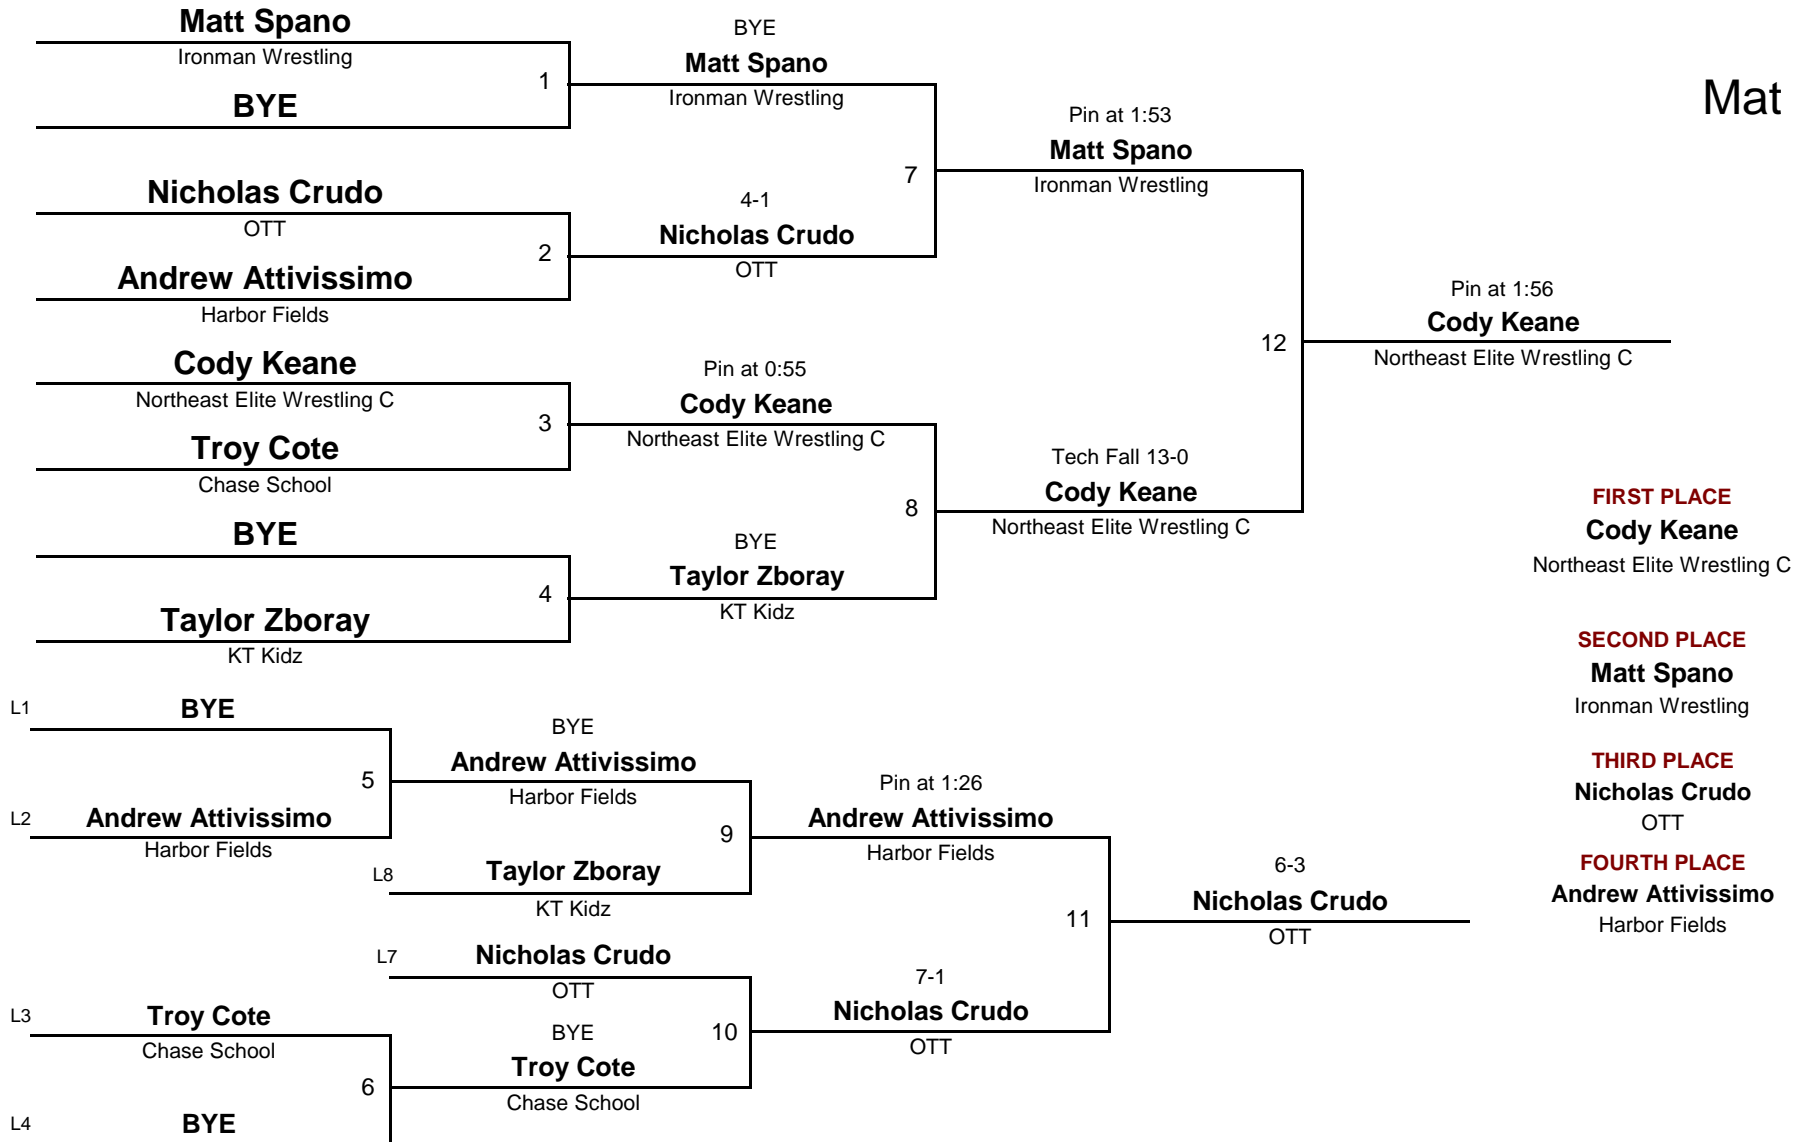 Matt Spano
Ironman Wrestling
1
BYE
BYE
Matt Spano
Ironman Wrestling
Mat
Nicholas Crudo
OTT
2
Andrew Attivissimo
Harbor Fields
7
4-1
Nicholas Crudo
OTT
Pin at 1:53
Matt Spano
Ironman Wrestling
Cody Keane
Northeast Elite Wrestling C
3
Troy Cote
Chase School
Pin at 0:55
Cody Keane
Northeast Elite Wrestling C
12
Pin at 1:56
Cody Keane
Northeast Elite Wrestling C
BYE
4
Taylor Zboray
KT Kidz
8
BYE
Taylor Zboray
KT Kidz
Tech Fall 13-0
Cody Keane
Northeast Elite Wrestling C
FIRST PLACE
Cody Keane
Northeast Elite Wrestling C
SECOND PLACE
Matt Spano
Ironman Wrestling
THIRD PLACE
Nicholas Crudo
OTT
FOURTH PLACE
Andrew Attivissimo
Harbor Fields
L1
BYE
5
L2
Andrew Attivissimo
Harbor Fields
BYE
Andrew Attivissimo
Harbor Fields
9
L8
Taylor Zboray
KT Kidz
Pin at 1:26
Andrew Attivissimo
Harbor Fields
11
6-3
Nicholas Crudo
OTT
L7
Nicholas Crudo
OTT
10
BYE
Troy Cote
Chase School
7-1
Nicholas Crudo
OTT
L3
Troy Cote
Chase School
6
L4
BYE